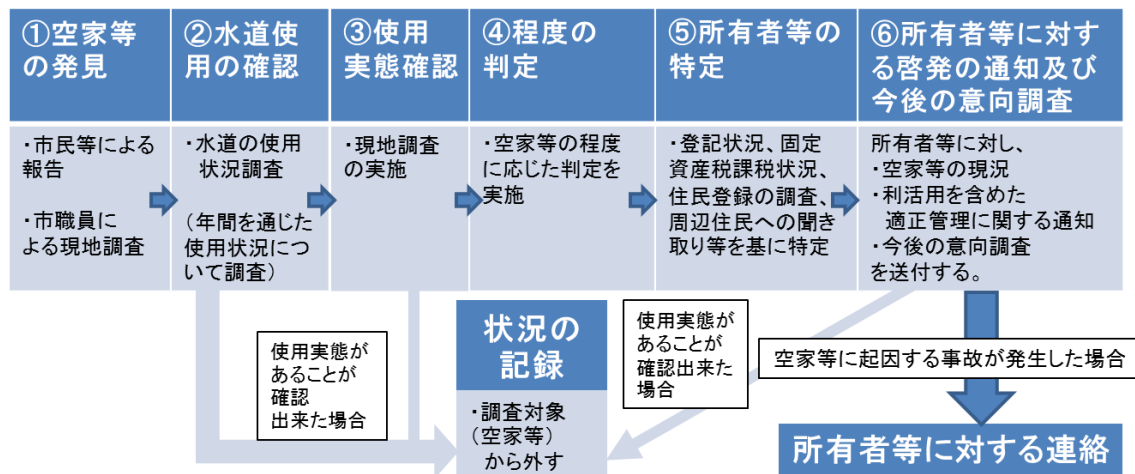 ①空家等
の発見
②水道使
用の確認
③使用
実態確認
④程度の
判定
⑤所有者等の
特定
⑥所有者等に対す
る啓発の通知及び
今後の意向調査
・市民等による
報告
・市職員に
よる現地調査
・水道の使用
状況調査
（年間を通じた
使用状況につ
いて調査）
・現地調査
の実施
・空家等の程度
に応じた判定を
実施
・登記状況、固定
資産税課税状況、
住民登録の調査、
周辺住民への聞き
取り等を基に特定
所有者等に対し、
・空家等の現況
・利活用を含めた
適正管理に関する通知
・今後の意向調査
を送付する。
使用実態が
あることが
確認
出来た場合
状況の
記録
・調査対象
（空家等）
から外す
使用実態が
あることが
確認出来た
場合
空家等に起因する事故が発生した場合
所有者等に対する連絡